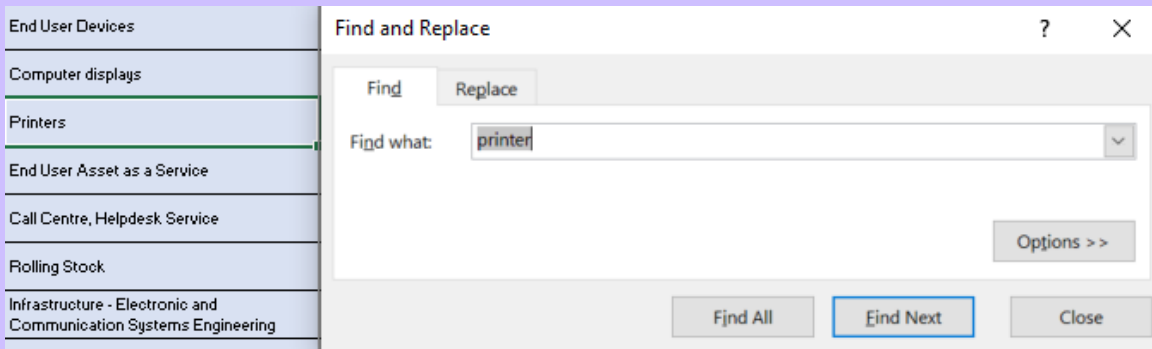 End User Devices
Computer displays
Printers
End User Asset as a Service
Call Centre, Helpdesk Service
Rolling Stock
Infrastructure - Electronic and
Communication Systems Engineering
Find and Replace
?
Find
Replace
Find what:
printer
Options >>
Find All
Find Next
Close